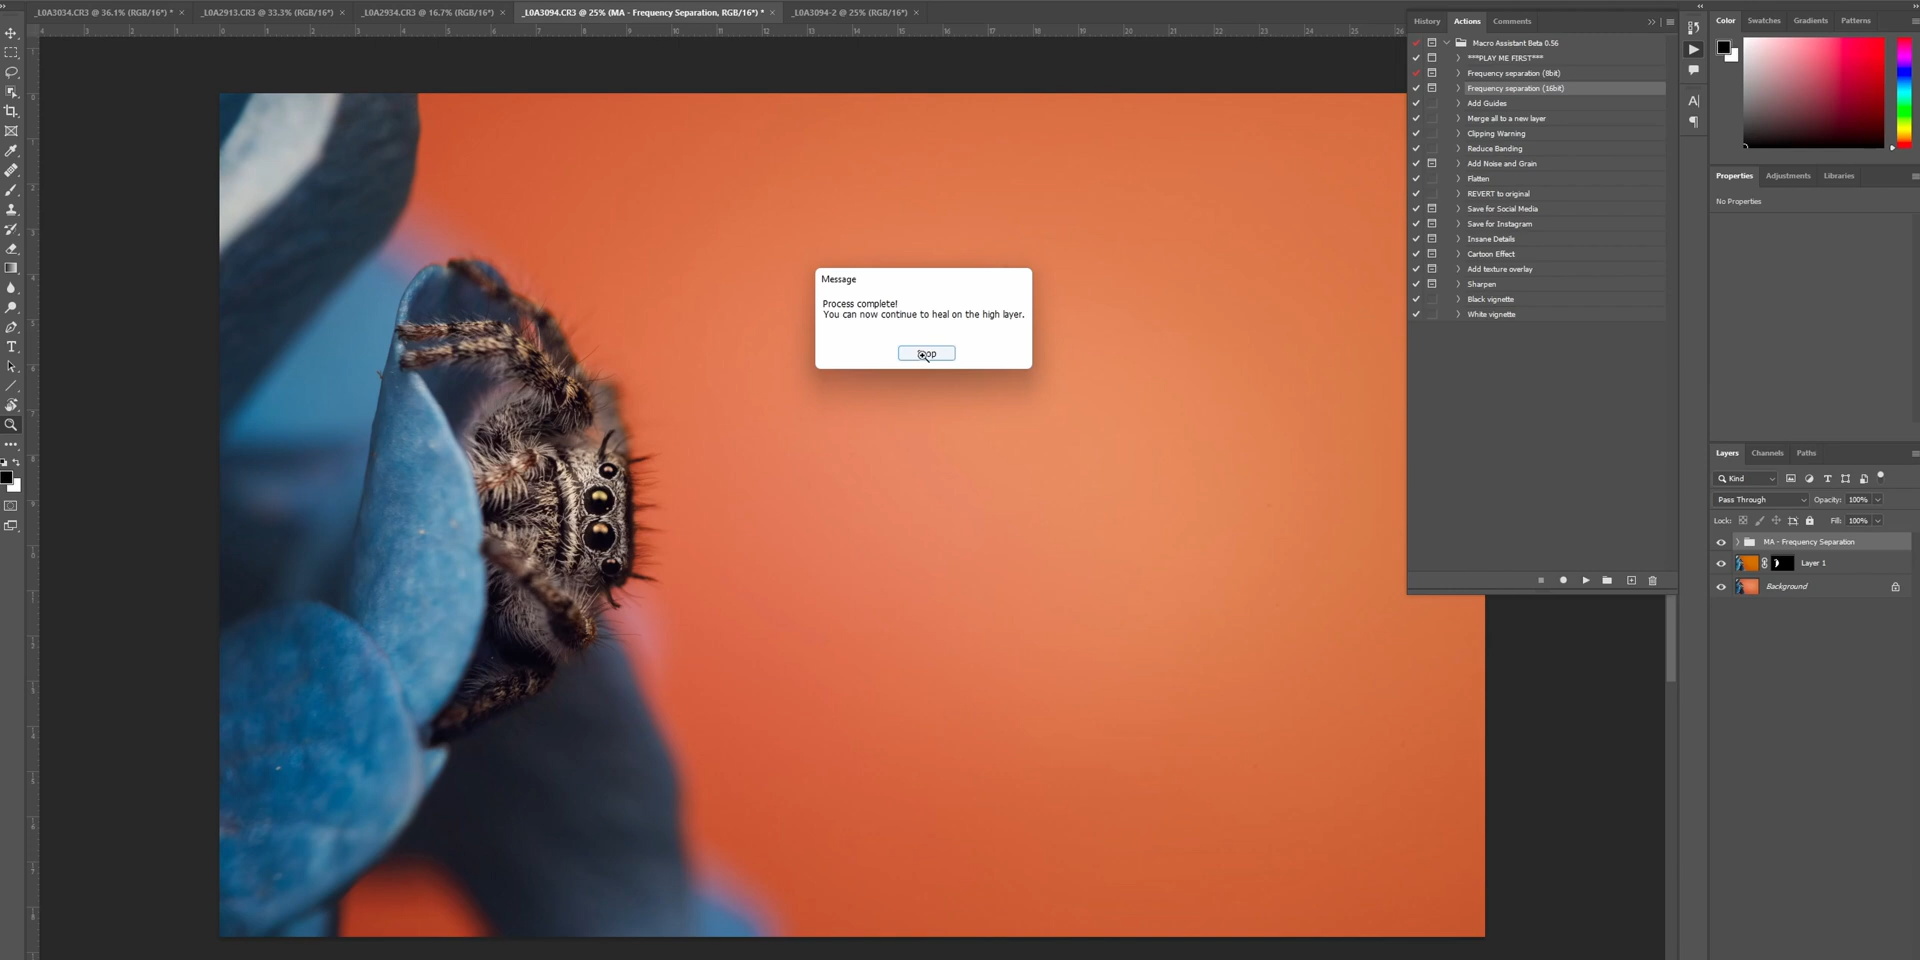 _L0A3034.CR3 @ 36.1% (RGB/16*) *
_L0A2913.CR3 @ 33.3% (RGB/16*)
_L0A2934.CR3 @ 16.7% (RGB/16*)
_L0A3094.CR3 @ 25% (MA - Frequency Separation, RGB/16*) *
_L0A3094-2 @ 25% (RGB/16*)
History
Actions
Comments
Macro Assistant Beta 0.56
***PLAY ME FIRST***
Frequency separation (8bit)
Frequency separation (16bit)
Add Guides
Merge all to a new layer
Clipping Warning
Reduce Banding
Add Noise and Grain
Flatten
REVERT to original
Save for Social Media
Save for Instagram
Insane Details
Cartoon Effect
Add texture overlay
Sharpen
Black vignette
White vignette
Message
Process complete!
You can now continue to heal on the high layer.
Color
Swatches
Gradients
Patterns
Properties
Adjustments
Libraries
No Properties
Layers
Channels
Paths
Kind
Pass Through
Opacity: 100%
Lock:
Fill: 100%
MA - Frequency Separation
Layer 1
Background